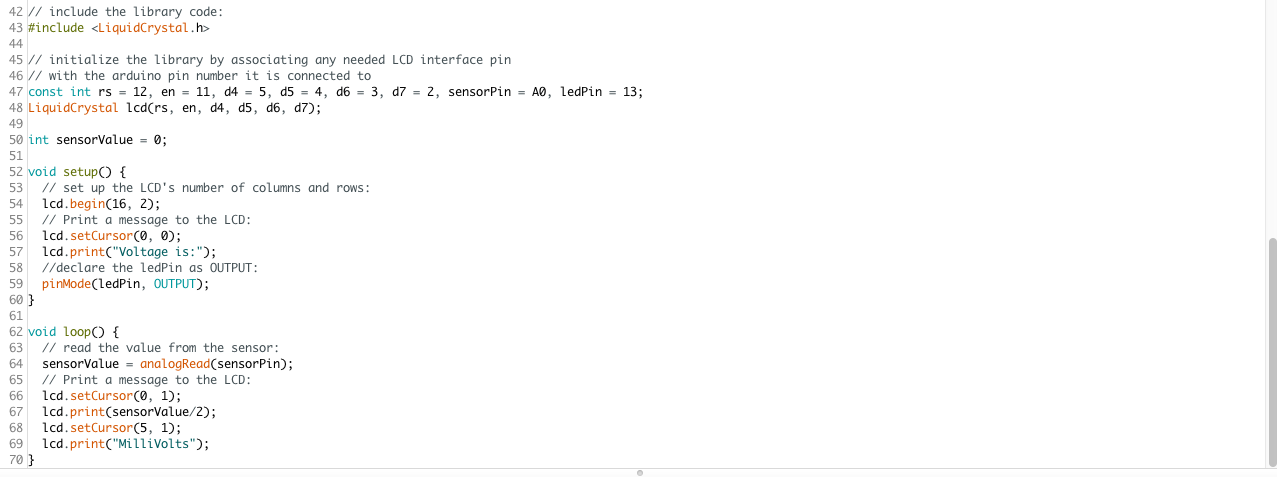 42 // include the library code:
43 #include <LiquidCrystal.h>
44
45 // initialize the library by associating any needed LCD interface pin
46 // with the arduino pin number it is connected to
47 const int rs = 12, en = 11, d4 = 5, d5 = 4, d6 = 3, d7 = 2, sensorPin = A0, ledPin = 13;
48 LiquidCrystal lcd(rs, en, d4, d5, d6, d7);
49
50 int sensorValue = 0;
51
52 void setup() {
53   // set up the LCD's number of columns and rows:
54   lcd.begin(16, 2);
55   // Print a message to the LCD:
56   lcd.setCursor(0, 0);
57   lcd.print("Voltage is:");
58   //declare the ledPin as OUTPUT:
59   pinMode(ledPin, OUTPUT);
60 }
61
62 void loop() {
63   // read the value from the sensor:
64   sensorValue = analogRead(sensorPin);
65   // Print a message to the LCD:
66   lcd.setCursor(0, 1);
67   lcd.print(sensorValue/2);
68   lcd.setCursor(5, 1);
69   lcd.print("MilliVolts");
70 }